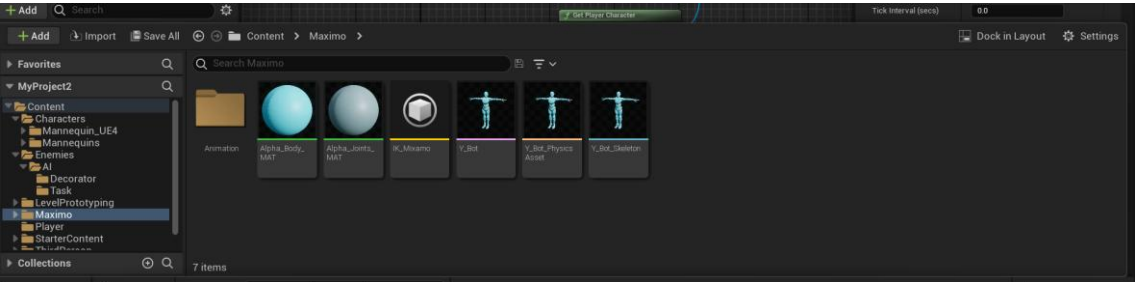 + Add Search
Get Player Character
Tick Interval (secs) 0.0
+ Add Import Save All Content > Maximo > Dock in Layout Settings
Favorites
Search Maximo
MyProject2
Content
Characters
Mannequin_UE4
Mannequins
Enemies
AI
Decorator
Task
LevelPrototyping
Maximo
Player
StarterContent
ThirdPerson
Animation
Alpha_Body_
MAT
Alpha_Joints_
MAT
IK_Mixamo
Y_Bot
Y_Bot_Physics
Asset
Y_Bot_Skeleton
Collections
7 items